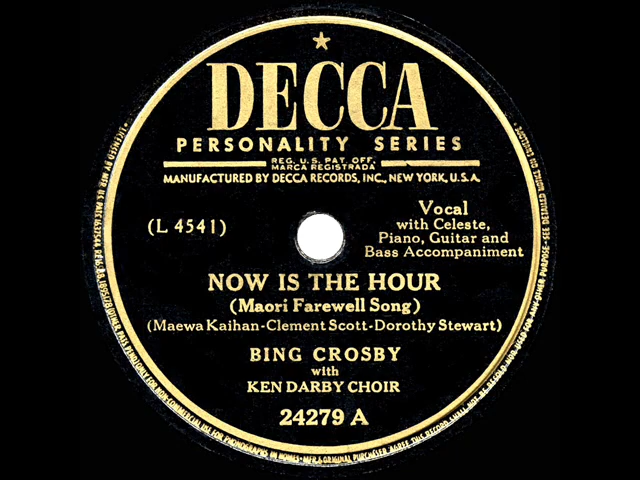 DECCA
PERSONALITY SERIES
REG. U.S. PAT. OFF.
MARCA REGISTRADA
MANUFACTURED BY DECCA RECORDS, INC., NEW YORK, U.S.A.
(L 4541)
Vocal
with Celeste,
Piano, Guitar and
Bass Accompaniment
NOW IS THE HOUR
(Maori Farewell Song)
(Maewa Kaihan-Clement Scott-Dorothy Stewart)
BING CROSBY
with
KEN DARBY CHOIR
24279 A